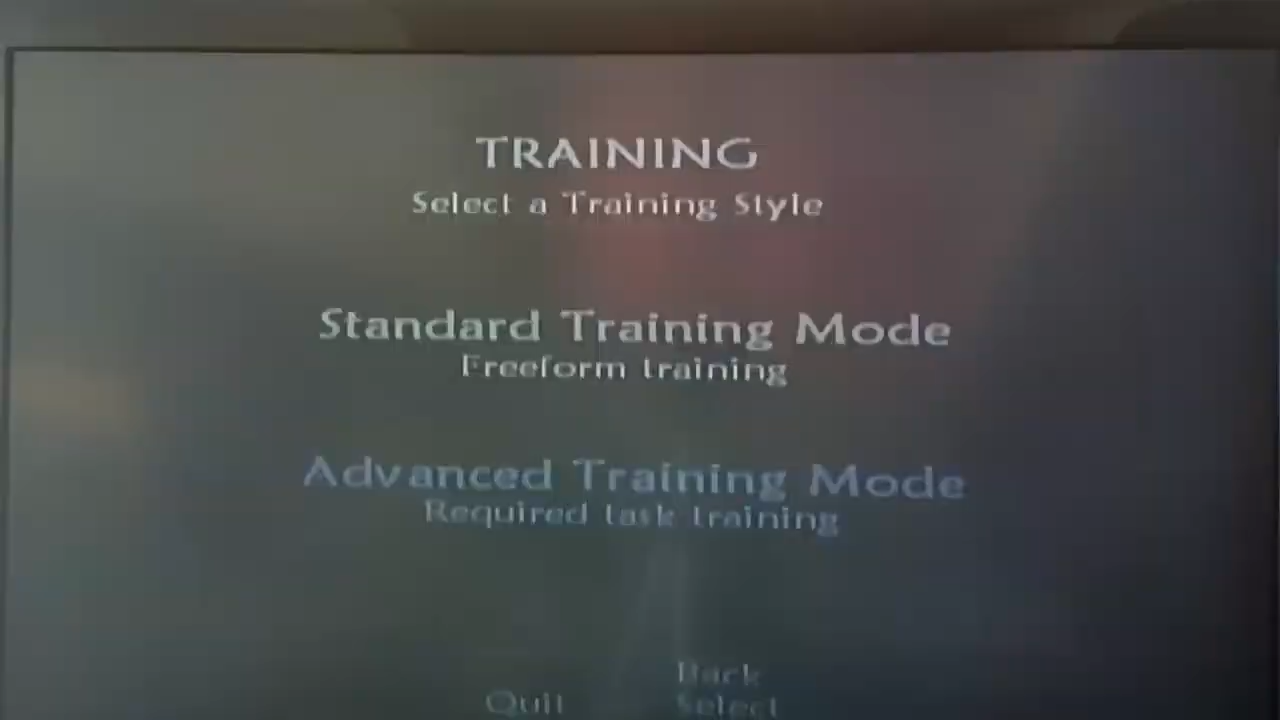 TRAINING
Select a Training Style
Standard Training Mode
Freeform training
Advanced Training Mode
Required task training
Back
Quit Select